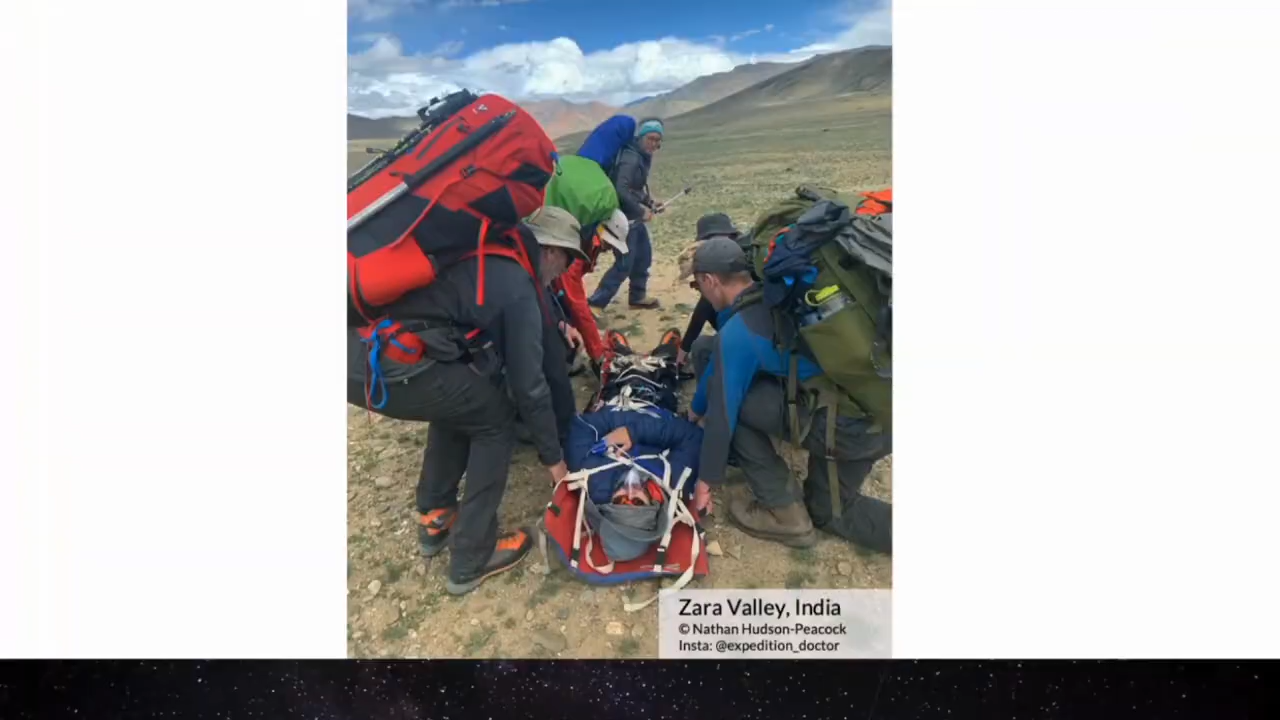 Zara Valley, India
© Nathan Hudson-Peacock
Insta: @expedition_doctor